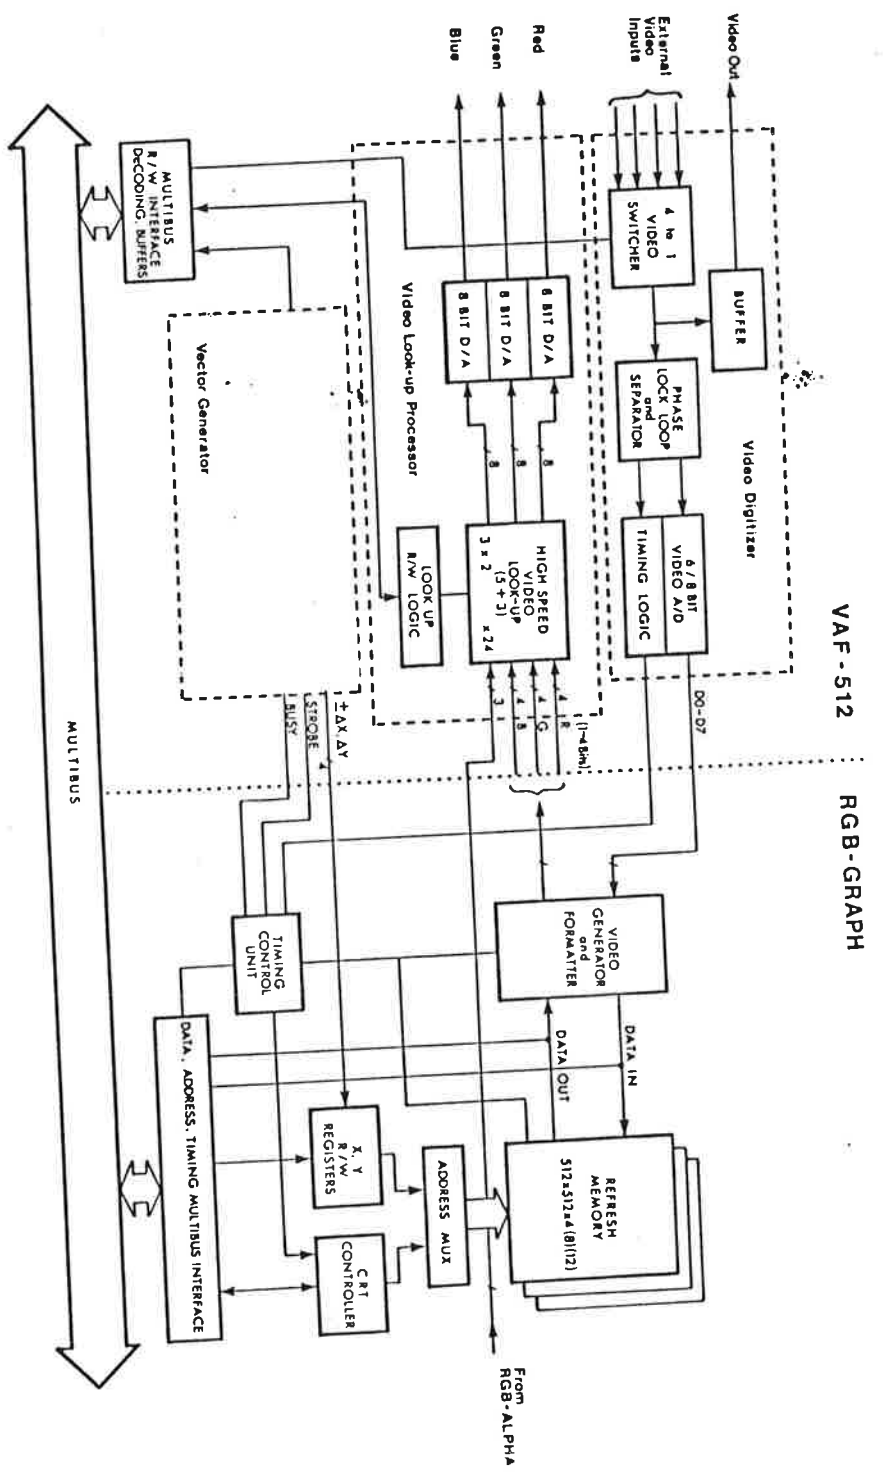 VAF-512
RGB-GRAPH
Video Out
External
Video
Inputs
Red
Green
Blue
BUFFER
4 to 1
VIDEO
SWITCHER
PHASE
LOCK LOOP
and
SEPARATOR
Video Digitizer
6/8 BIT
VIDEO A/D
TIMING LOGIC
D0-D7
8 BIT D/A
8 BIT D/A
8 BIT D/A
8
8
8
HIGH SPEED
VIDEO
LOOK-UP
(5+3)
3 x 2
x 24
LOOK UP
R/W LOGIC
Video Look-up Processor
(1-4 Bits)
4 R
4 G
4 B
3
MULTIBUS
R/W INTERFACE
DeCODING, BUFFERS
Vector Generator
±ΔX, ΔY
4
STROBE
BUSY
VIDEO
GENERATOR
and
FORMATTER
DATA IN
DATA OUT
REFRESH
MEMORY
512x512x4(8)(12)
TIMING
CONTROL
UNIT
X, Y
R/W
REGISTERS
ADDRESS MUX
CRT
CONTROLLER
From
RGB-ALPHA
DATA, ADDRESS, TIMING MULTIBUS INTERFACE
MULTIBUS